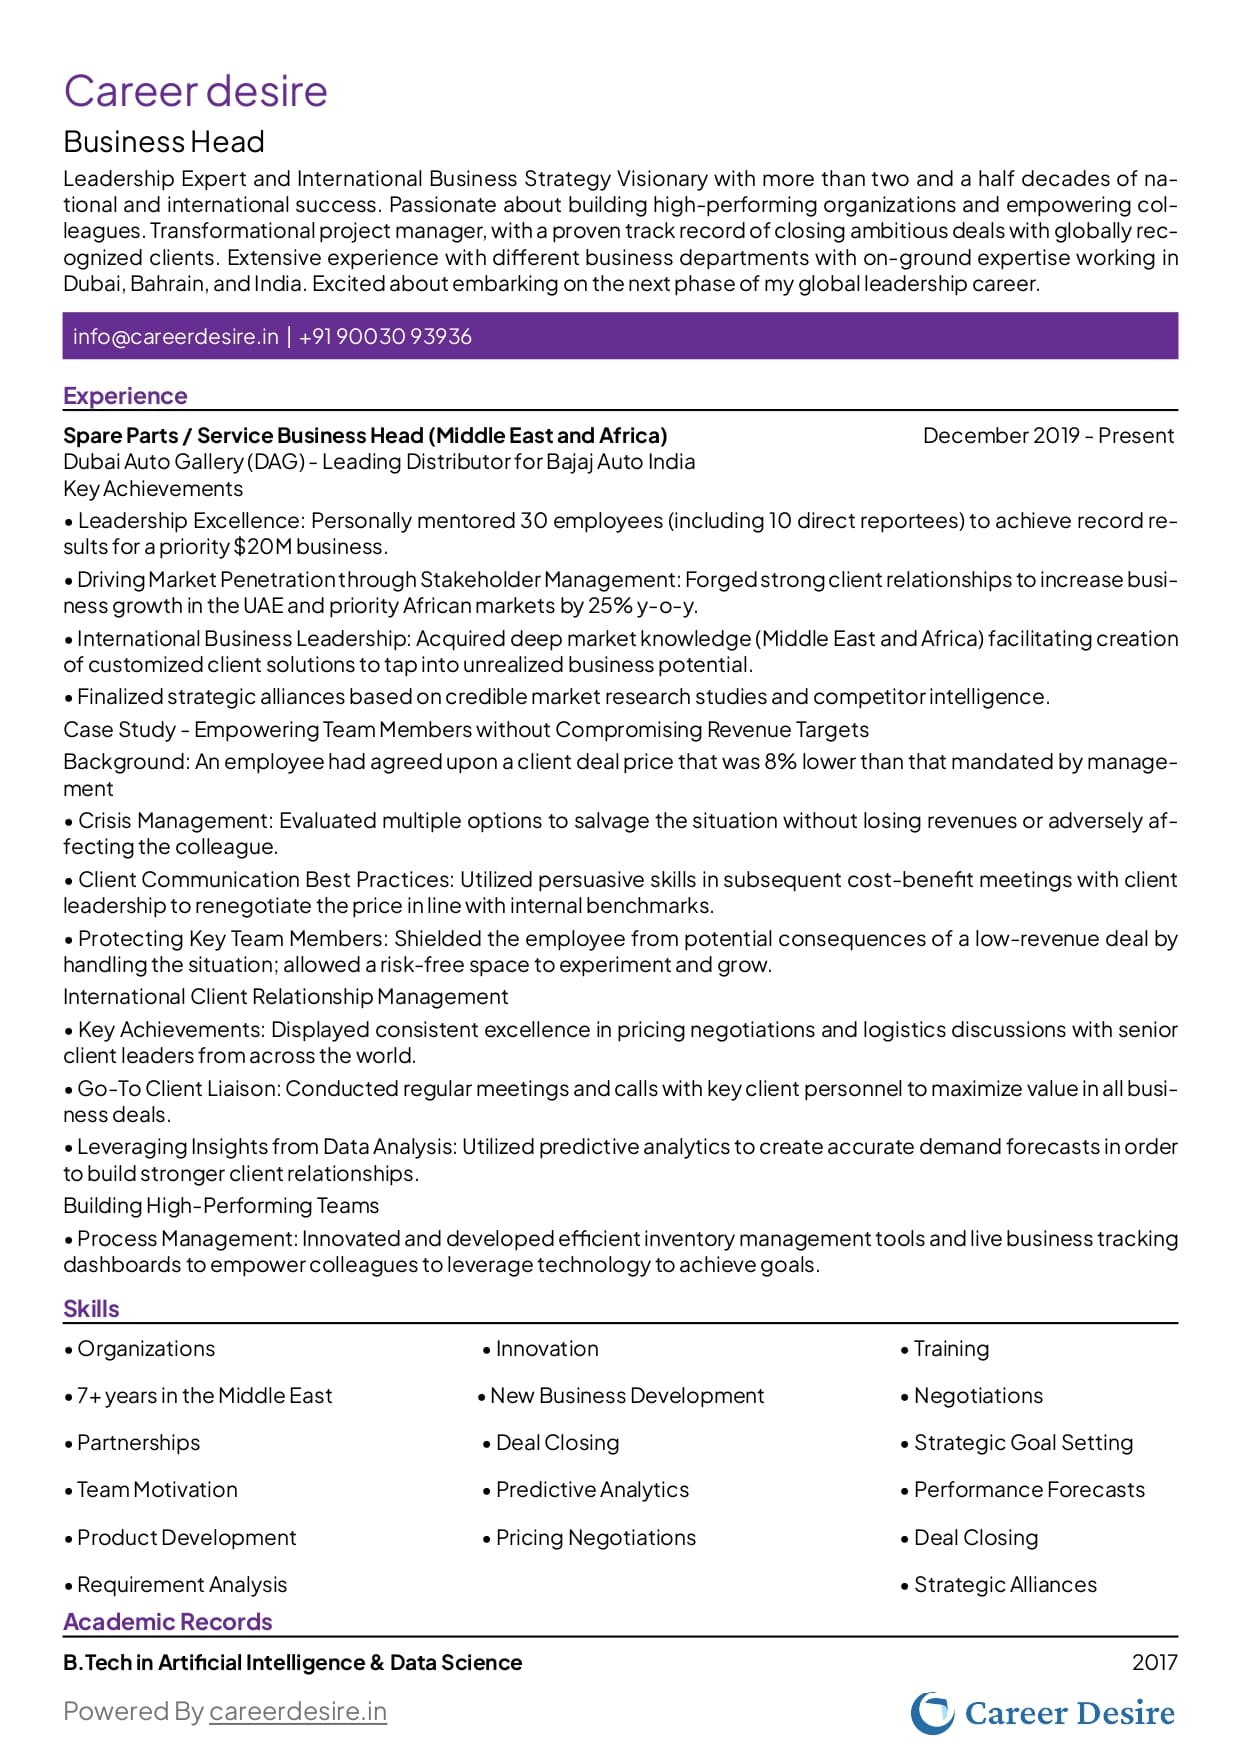 Career desire
Business Head
Leadership Expert and International Business Strategy Visionary with more than two and a half decades of na-
tional and international success. Passionate about building high-performing organizations and empowering col-
leagues. Transformational project manager, with a proven track record of closing ambitious deals with globally rec-
ognized clients. Extensive experience with different business departments with on-ground expertise working in
Dubai, Bahrain, and India. Excited about embarking on the next phase of my global leadership career.
info@careerdesire.in | +91 90030 93936
Experience
Spare Parts / Service Business Head (Middle East and Africa) December 2019 - Present
Dubai Auto Gallery (DAG) - Leading Distributor for Bajaj Auto India
Key Achievements
• Leadership Excellence: Personally mentored 30 employees (including 10 direct reportees) to achieve record re-
sults for a priority $20M business.
• Driving Market Penetration through Stakeholder Management: Forged strong client relationships to increase busi-
ness growth in the UAE and priority African markets by 25% y-o-y.
• International Business Leadership: Acquired deep market knowledge (Middle East and Africa) facilitating creation
of customized client solutions to tap into unrealized business potential.
• Finalized strategic alliances based on credible market research studies and competitor intelligence.
Case Study - Empowering Team Members without Compromising Revenue Targets
Background: An employee had agreed upon a client deal price that was 8% lower than that mandated by manage-
ment
• Crisis Management: Evaluated multiple options to salvage the situation without losing revenues or adversely af-
fecting the colleague.
• Client Communication Best Practices: Utilized persuasive skills in subsequent cost-benefit meetings with client
leadership to renegotiate the price in line with internal benchmarks.
• Protecting Key Team Members: Shielded the employee from potential consequences of a low-revenue deal by
handling the situation; allowed a risk-free space to experiment and grow.
International Client Relationship Management
• Key Achievements: Displayed consistent excellence in pricing negotiations and logistics discussions with senior
client leaders from across the world.
• Go-To Client Liaison: Conducted regular meetings and calls with key client personnel to maximize value in all busi-
ness deals.
• Leveraging Insights from Data Analysis: Utilized predictive analytics to create accurate demand forecasts in order
to build stronger client relationships.
Building High-Performing Teams
• Process Management: Innovated and developed efficient inventory management tools and live business tracking
dashboards to empower colleagues to leverage technology to achieve goals.
Skills
• Organizations • Innovation • Training
• 7+ years in the Middle East • New Business Development • Negotiations
• Partnerships • Deal Closing • Strategic Goal Setting
• Team Motivation • Predictive Analytics • Performance Forecasts
• Product Development • Pricing Negotiations • Deal Closing
• Requirement Analysis • Strategic Alliances
Academic Records
B.Tech in Artificial Intelligence & Data Science 2017
Powered By careerdesire.in Career Desire